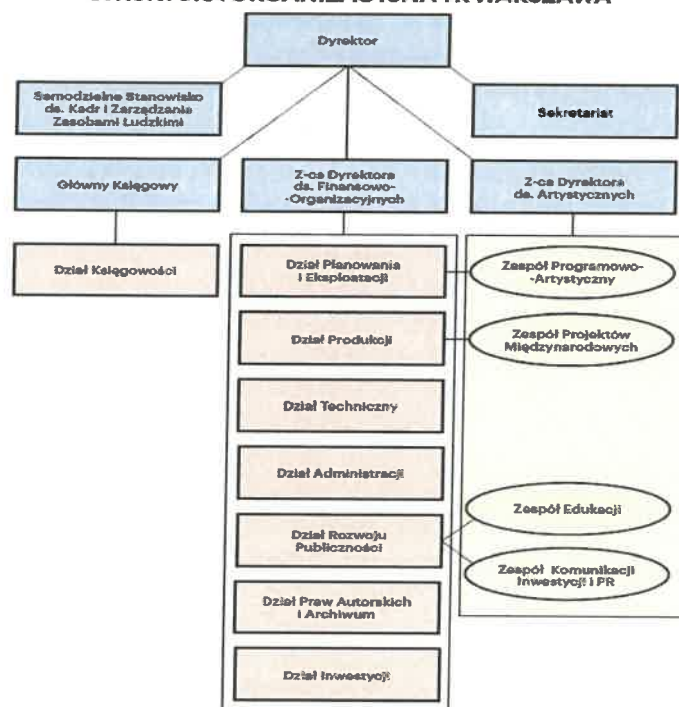 Dyrektor
Samodzielne Stanowisko
ds. Kadr i Zarządzania
Zasobami Ludzkimi
Sekretariat
Główny Księgowy
Z-ca Dyrektora
ds. Finansowo-
-Organizacyjnych
Z-ca Dyrektora
ds. Artystycznych
Dział Księgowości
Dział Planowania
i Eksploatacji
Zespół Programowo-
-Artystyczny
Dział Produkcji
Zespół Projektów
Międzynarodowych
Dział Techniczny
Dział Administracji
Zespół Edukacji
Dział Rozwoju
Publiczności
Zespół Komunikacji
Inwestycji i PR
Dział Praw Autorskich
i Archiwum
Dział Inwestycji